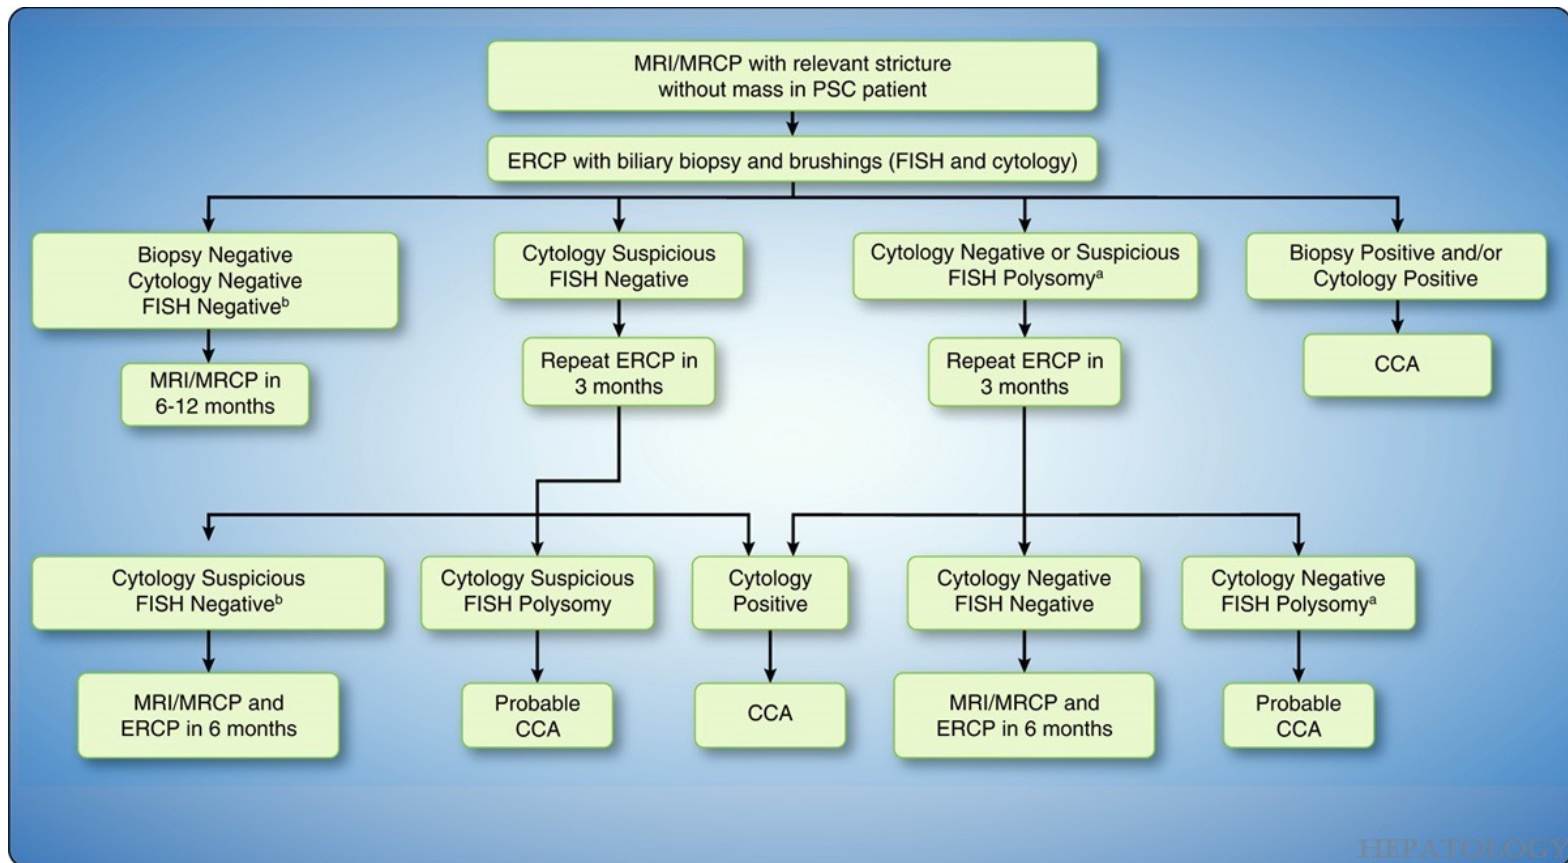 MRI/MRCP with relevant stricture
without mass in PSC patient
ERCP with biliary biopsy and brushings (FISH and cytology)
Biopsy Negative
Cytology Negative
FISH Negativeᵇ
Cytology Suspicious
FISH Negative
Cytology Negative or Suspicious
FISH Polysomyᵃ
Biopsy Positive and/or
Cytology Positive
MRI/MRCP in
6-12 months
Repeat ERCP in
3 months
Repeat ERCP in
3 months
CCA
Cytology Suspicious
FISH Negativeᵇ
Cytology Suspicious
FISH Polysomy
Cytology
Positive
Cytology Negative
FISH Negative
Cytology Negative
FISH Polysomyᵃ
MRI/MRCP and
ERCP in 6 months
Probable
CCA
CCA
MRI/MRCP and
ERCP in 6 months
Probable
CCA
HEPATOLOGY